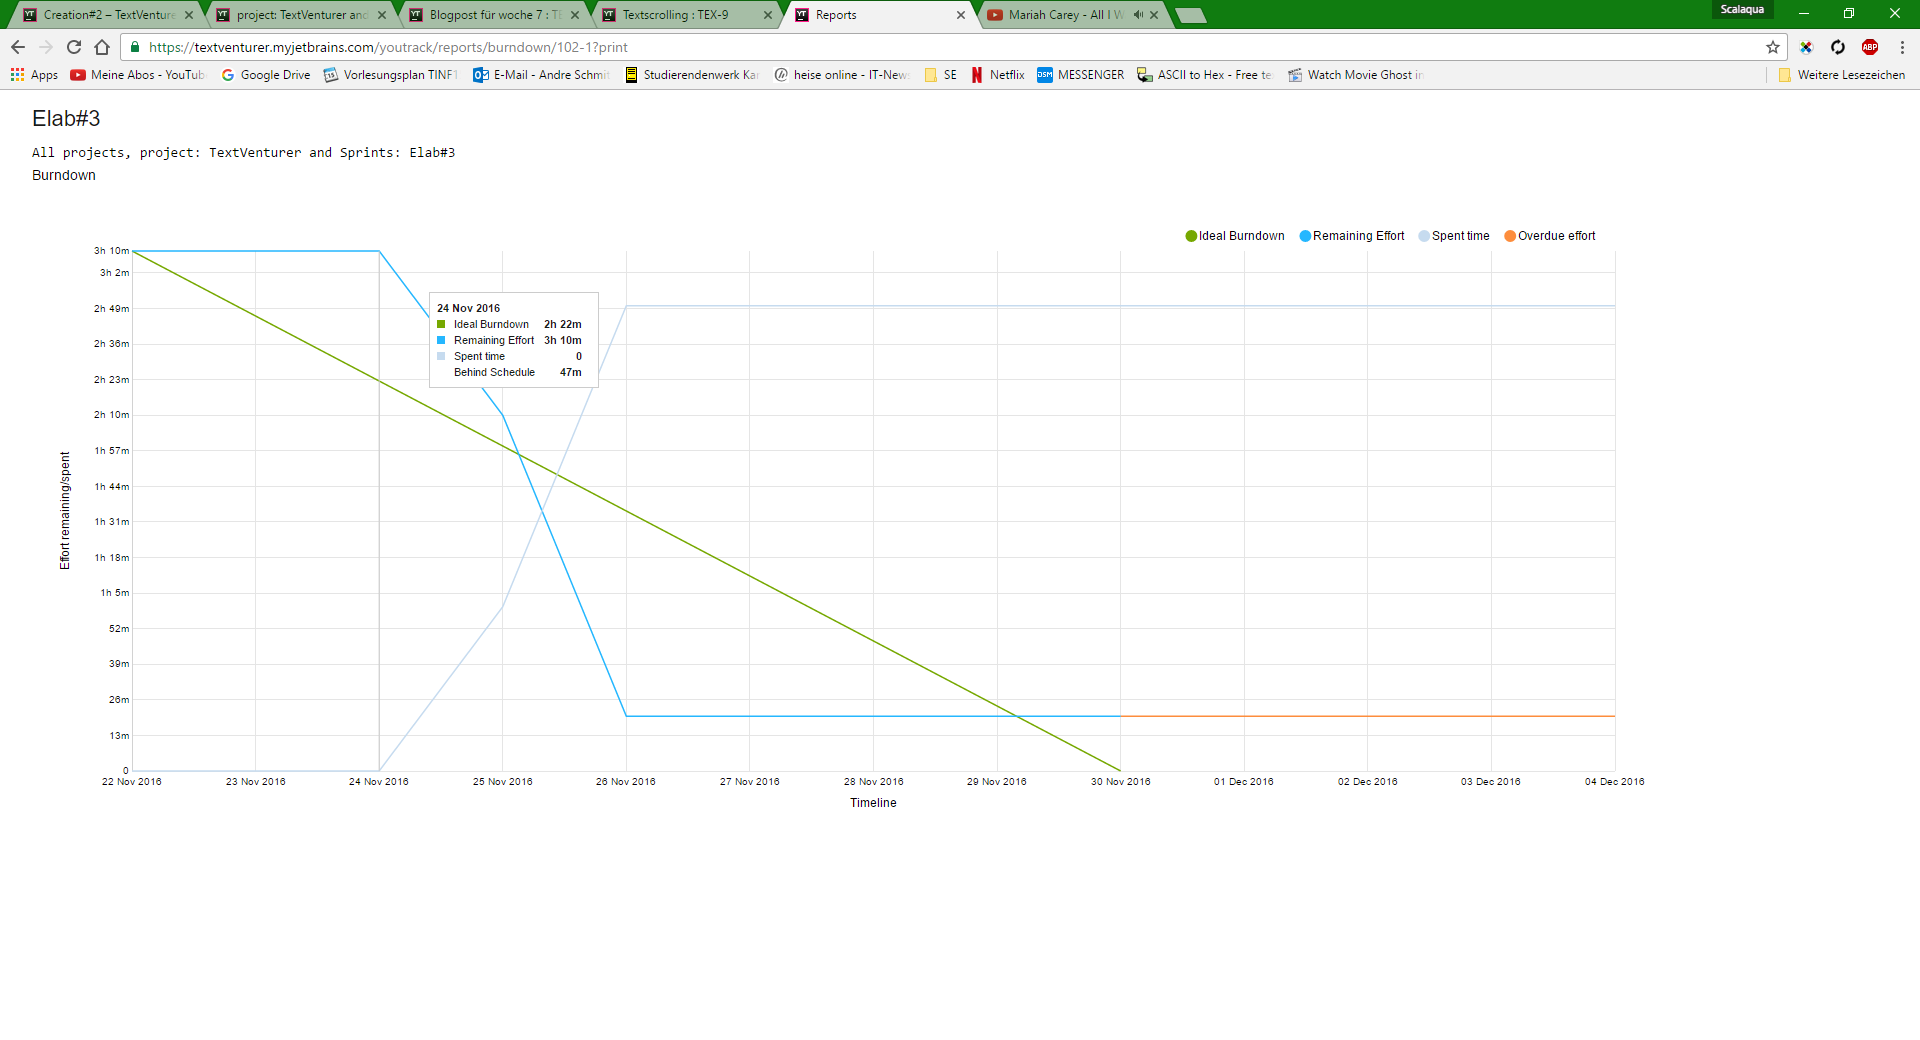 Creation#2 – TextVenture
project: TextVenturer and
Blogpost für woche 7 : TE
Textscrolling : TEX-9
Reports
Mariah Carey - All I W
Scalaqua
https://textventurer.myjetbrains.com/youtrack/reports/burndown/102-1?print
Apps
Meine Abos - YouTub
Google Drive
Vorlesungsplan TINF1
E-Mail - Andre Schmi
Studierendenwerk Kar
heise online - IT-News
SE
Netflix
MESSENGER
ASCII to Hex - Free te
Watch Movie Ghost in
Weitere Lesezeichen
Elab#3
All projects, project: TextVenturer and Sprints: Elab#3
Burndown
Ideal Burndown
Remaining Effort
Spent time
Overdue effort
3h 10m
3h 2m
2h 49m
2h 36m
2h 23m
2h 10m
1h 57m
1h 44m
1h 31m
1h 18m
1h 5m
52m
39m
26m
13m
0
Effort remaining/spent
24 Nov 2016
Ideal Burndown 2h 22m
Remaining Effort 3h 10m
Spent time 0
Behind Schedule 47m
22 Nov 2016
23 Nov 2016
24 Nov 2016
25 Nov 2016
26 Nov 2016
27 Nov 2016
28 Nov 2016
29 Nov 2016
30 Nov 2016
01 Dec 2016
02 Dec 2016
03 Dec 2016
04 Dec 2016
Timeline